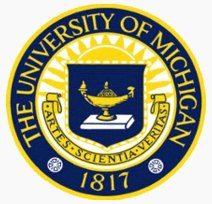 THE UNIVERSITY OF MICHIGAN
ARTES · SCIENTIA · VERITAS
1817